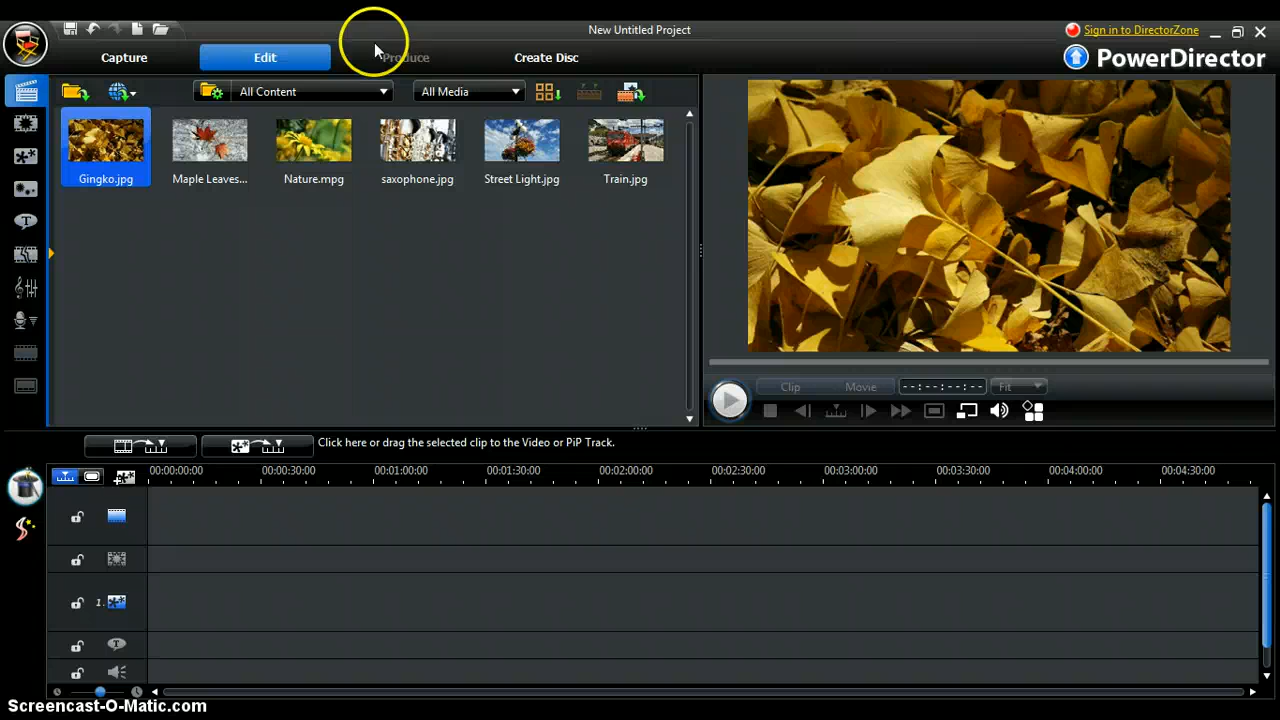 New Untitled Project
Sign in to DirectorZone
Capture
Edit
Produce
Create Disc
PowerDirector
All Content
All Media
Gingko.jpg
Maple Leaves...
Nature.mpg
saxophone.jpg
Street Light.jpg
Train.jpg
Clip
Movie
--:--:--:--
Fit
Click here or drag the selected clip to the Video or PiP Track.
00:00:00:00
00:00:30:00
00:01:00:00
00:01:30:00
00:02:00:00
00:02:30:00
00:03:00:00
00:03:30:00
00:04:00:00
00:04:30:00
1.
Screencast-O-Matic.com